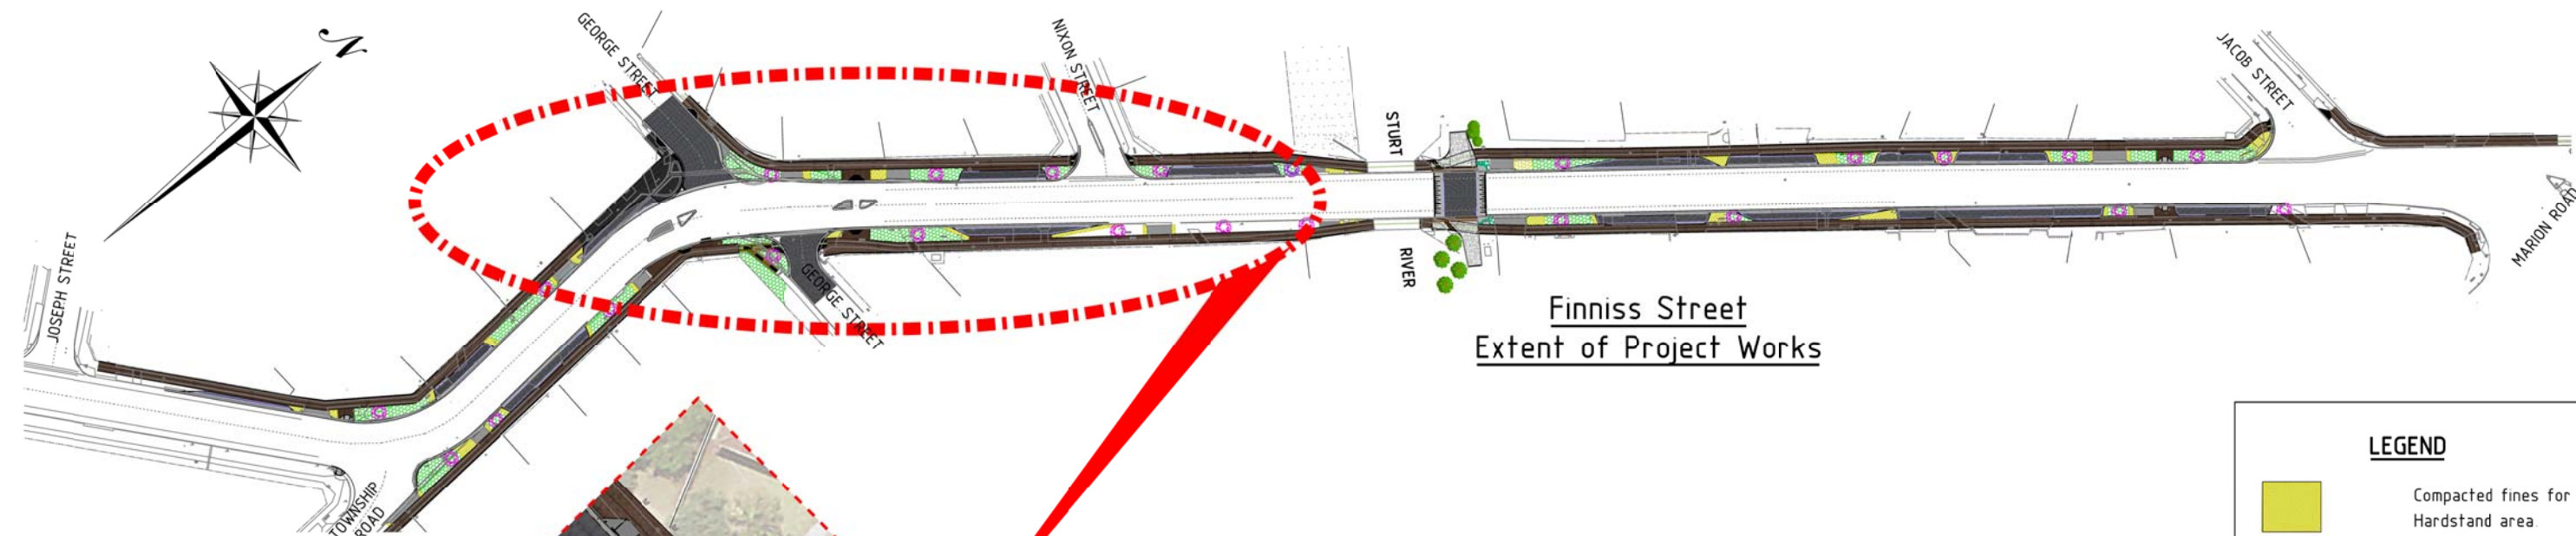 N
GEORGE STREET
NIXON STREET
STURT
RIVER
JACOB STREET
MARION ROAD
JOSEPH STREET
GEORGE STREET
TOWNSHIP
ROAD
Finniss Street
Extent of Project Works
LEGEND
Compacted fines for
Hardstand area.